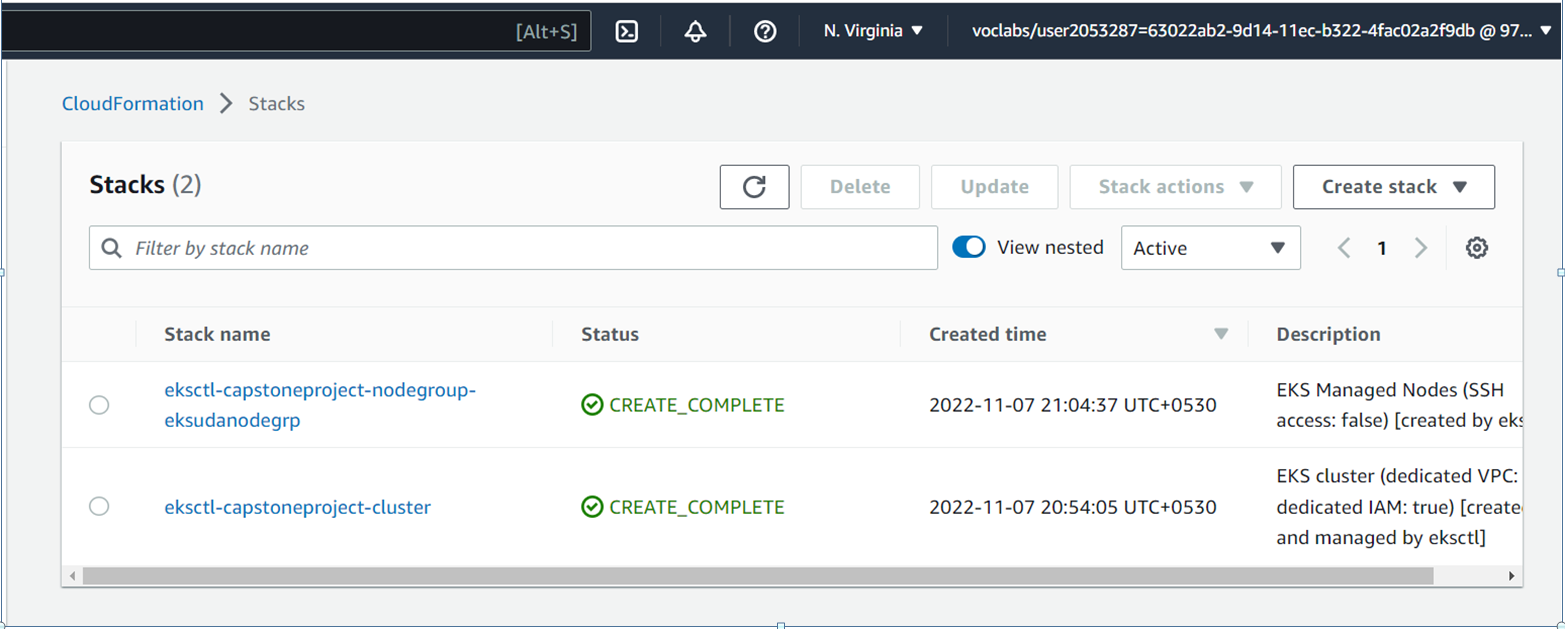 [Alt+S] N. Virginia voclabs/user2053287=63022ab2-9d14-11ec-b322-4fac02a2f9db @ 97...
CloudFormation Stacks
Stacks (2) Delete Update Stack actions Create stack
Filter by stack name View nested Active 1
Stack name Status Created time Description
eksctl-capstoneproject-nodegroup-
eksudanodegrp
CREATE_COMPLETE
2022-11-07 21:04:37 UTC+0530
EKS Managed Nodes (SSH
access: false) [created by eks
eksctl-capstoneproject-cluster
CREATE_COMPLETE
2022-11-07 20:54:05 UTC+0530
EKS cluster (dedicated VPC:
dedicated IAM: true) [create
and managed by eksctl]